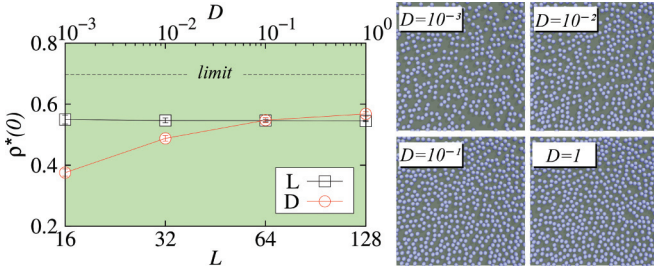 D
10⁻³ 10⁻² 10⁻¹ 10⁰
0.8
0.6
0.4
0.2
ρ*(0)
limit
L
D
16 32 64 128
L
D=10⁻³
D=10⁻²
D=10⁻¹
D=1